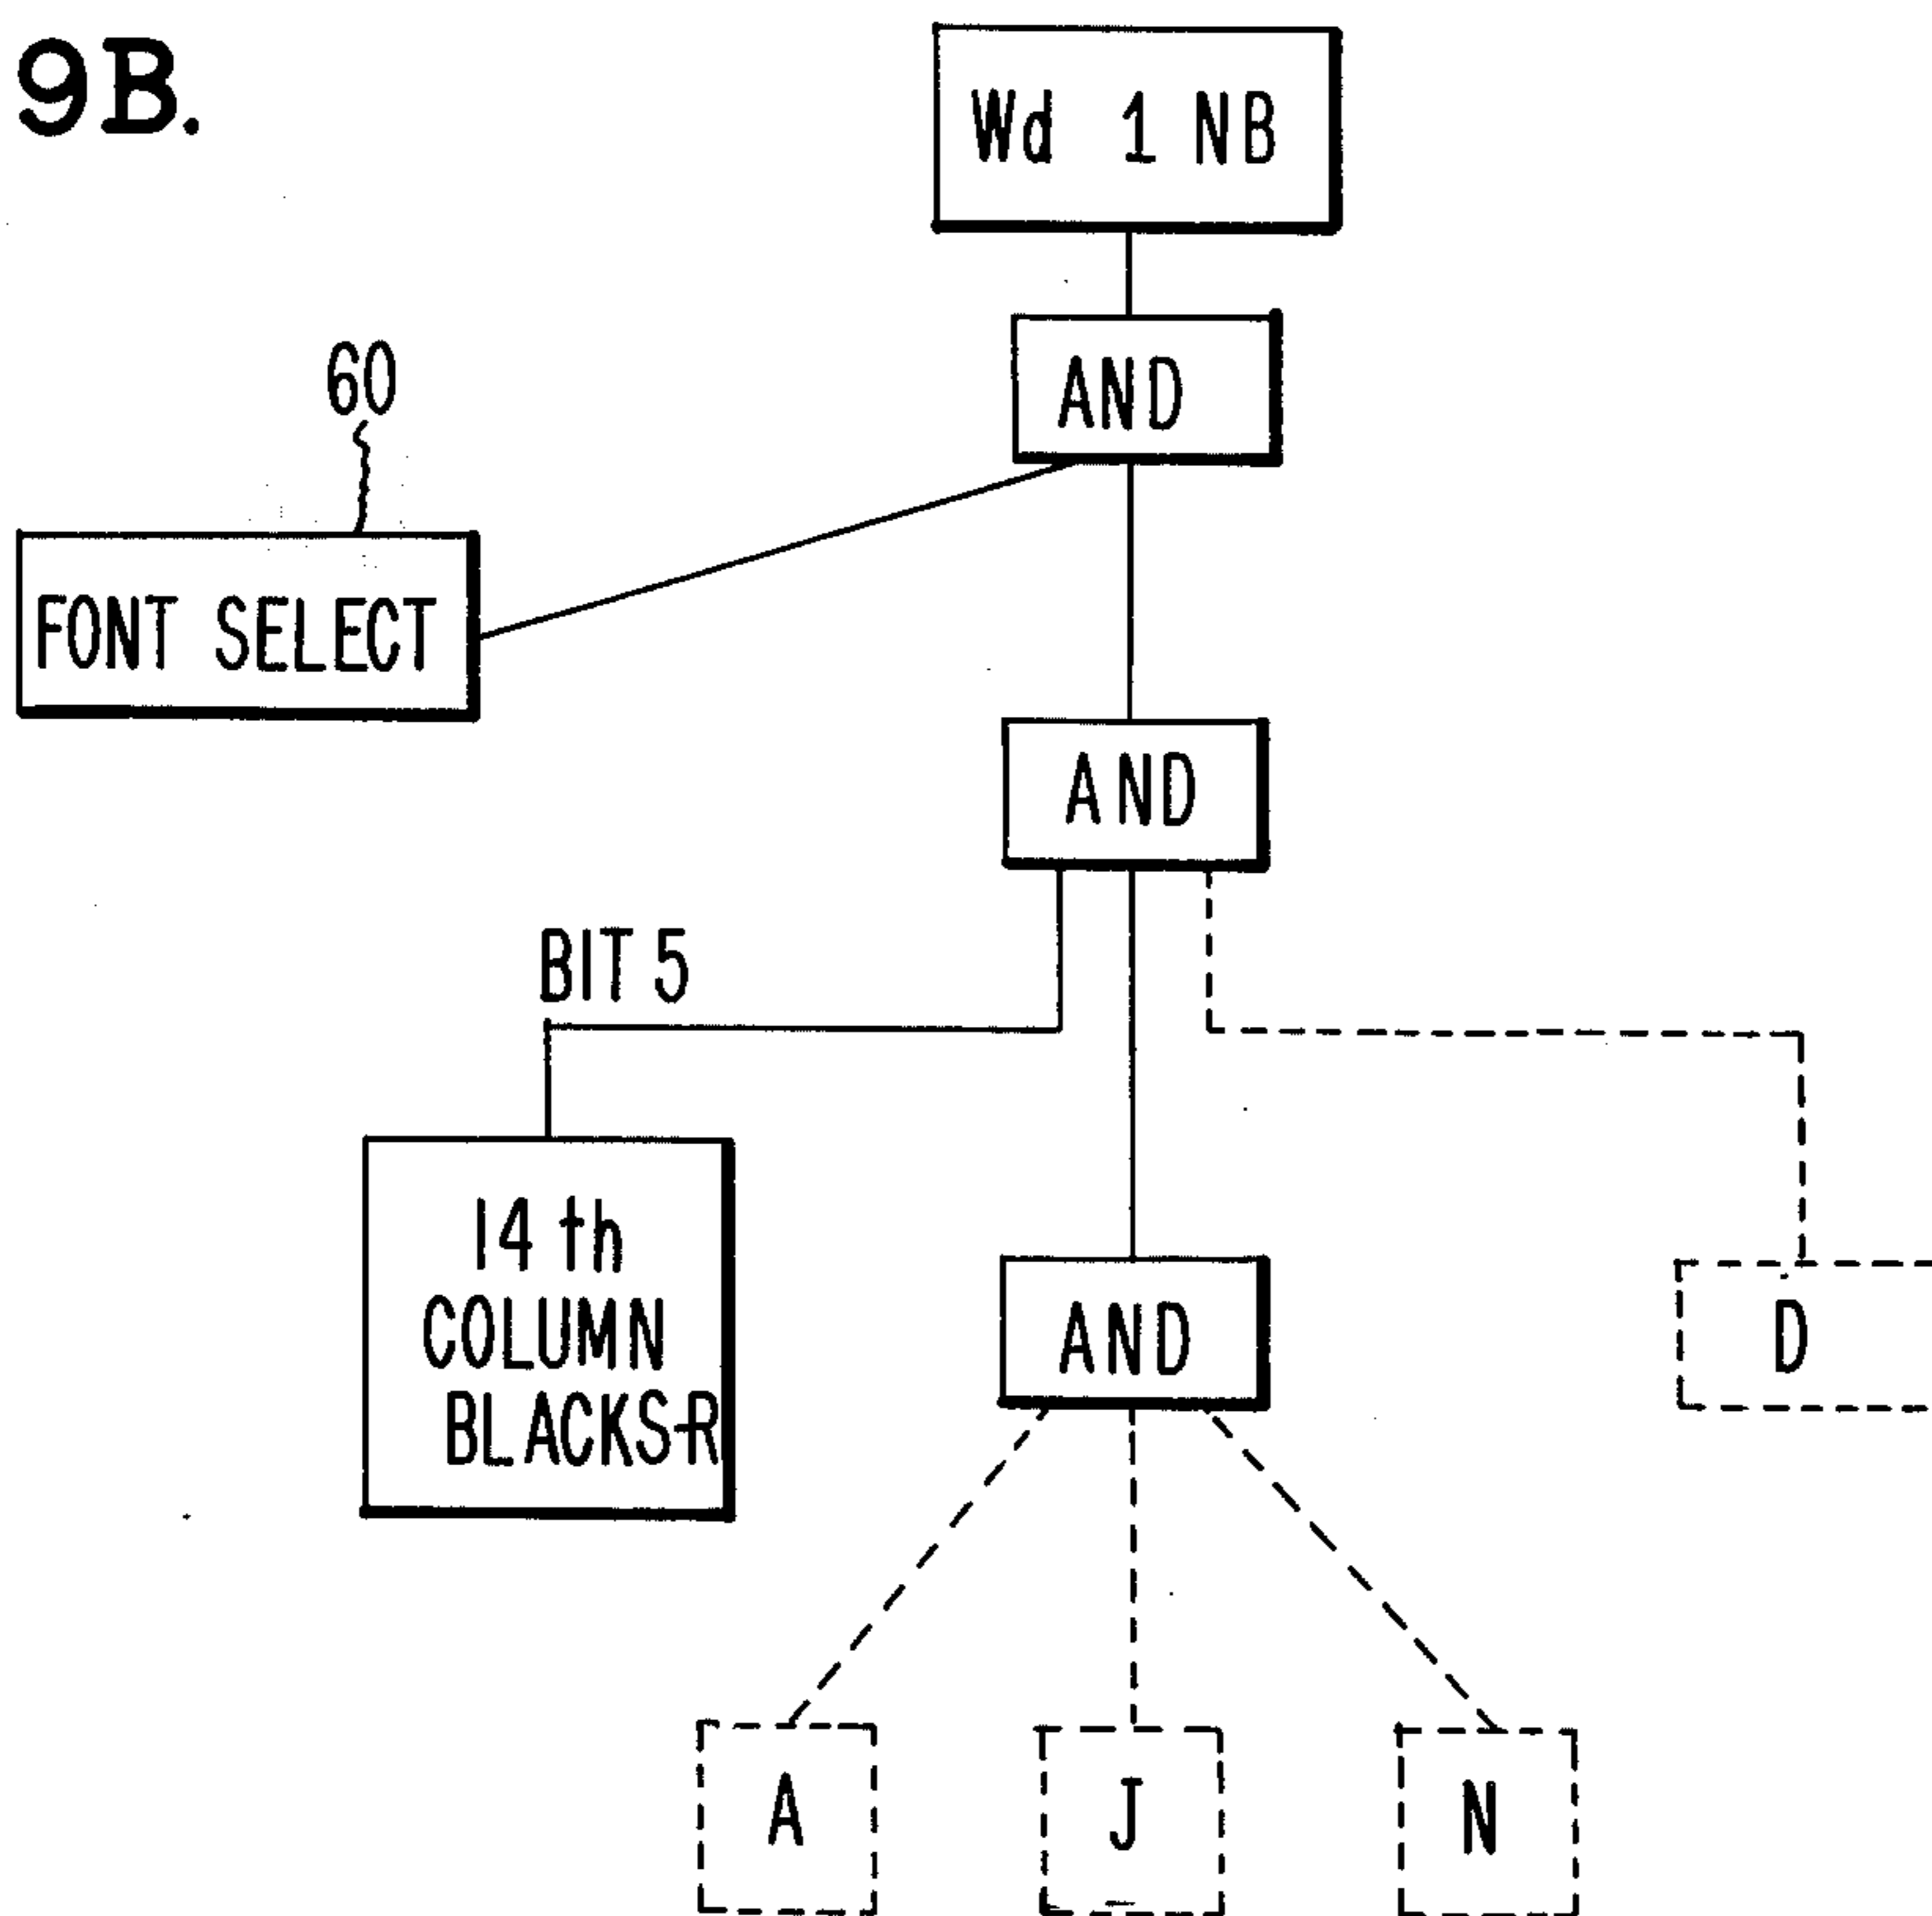 9B.
Wd 1 NB
AND
60
FONT SELECT
AND
BIT 5
14 th
COLUMN
BLACKS-R
AND
D
A
J
N